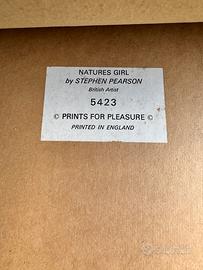 NATURES GIRL
by STEPHEN PEARSON
British Artist
5423
© PRINTS FOR PLEASURE ©
PRINTED IN ENGLAND